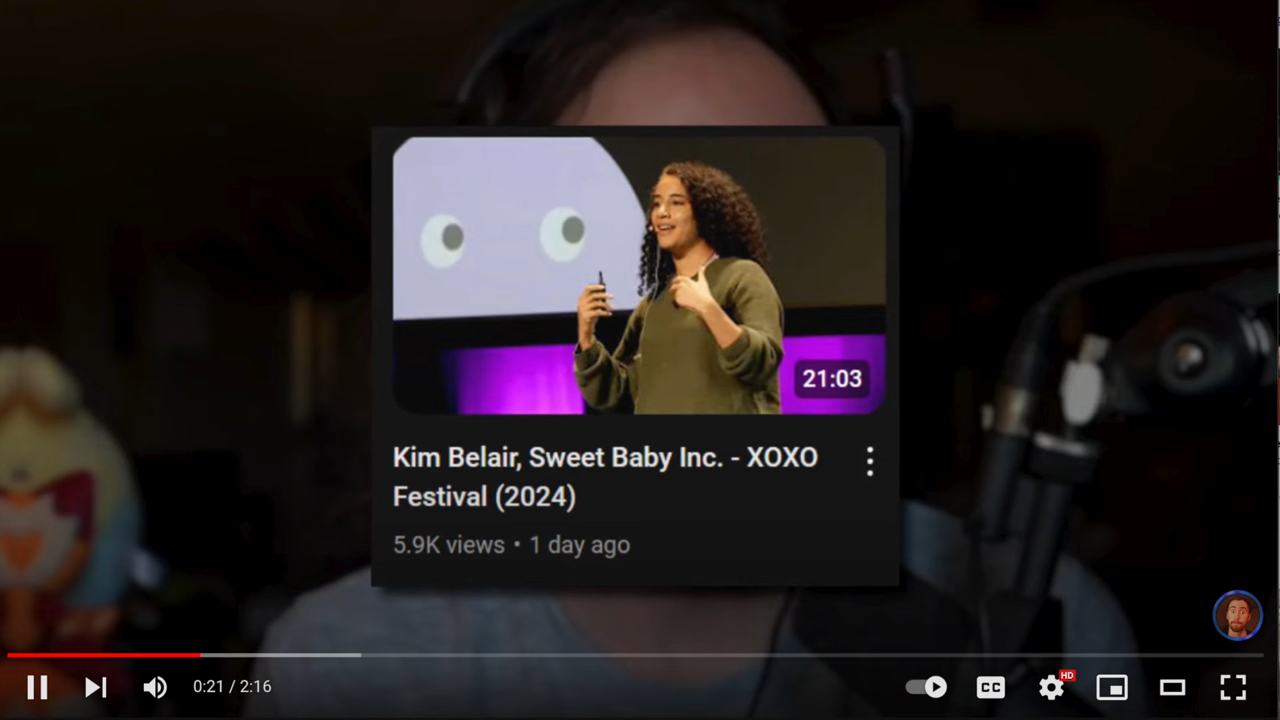 21:03
Kim Belair, Sweet Baby Inc. - XOXO
Festival (2024)
5.9K views • 1 day ago
0:21 / 2:16
CC
HD